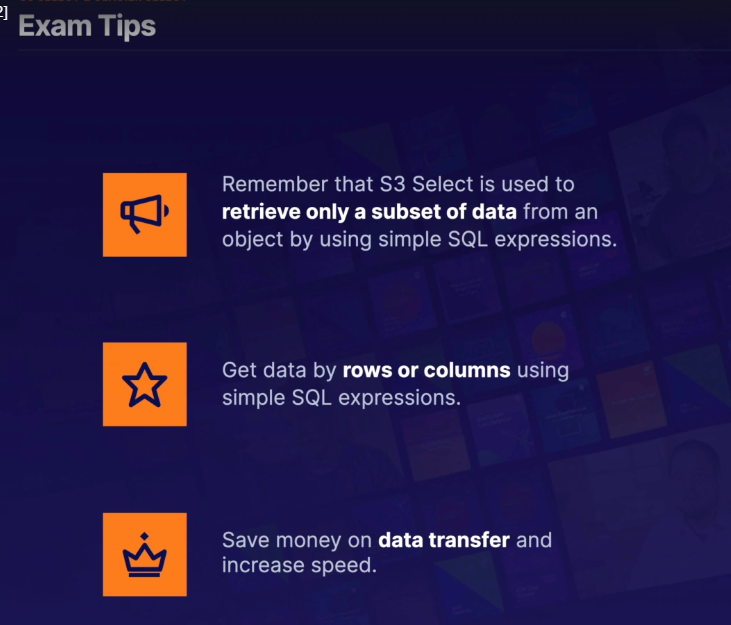 2]
Exam Tips
Remember that S3 Select is used to
retrieve only a subset of data from an
object by using simple SQL expressions.
Get data by rows or columns using
simple SQL expressions.
Save money on data transfer and
increase speed.